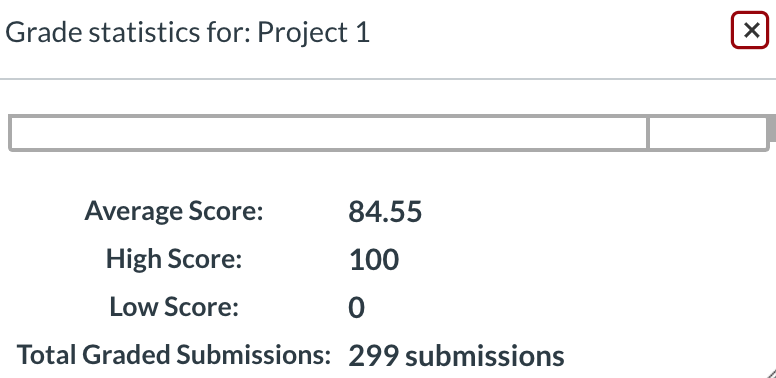 Grade statistics for: Project 1
Average Score: 84.55
High Score: 100
Low Score: 0
Total Graded Submissions: 299 submissions